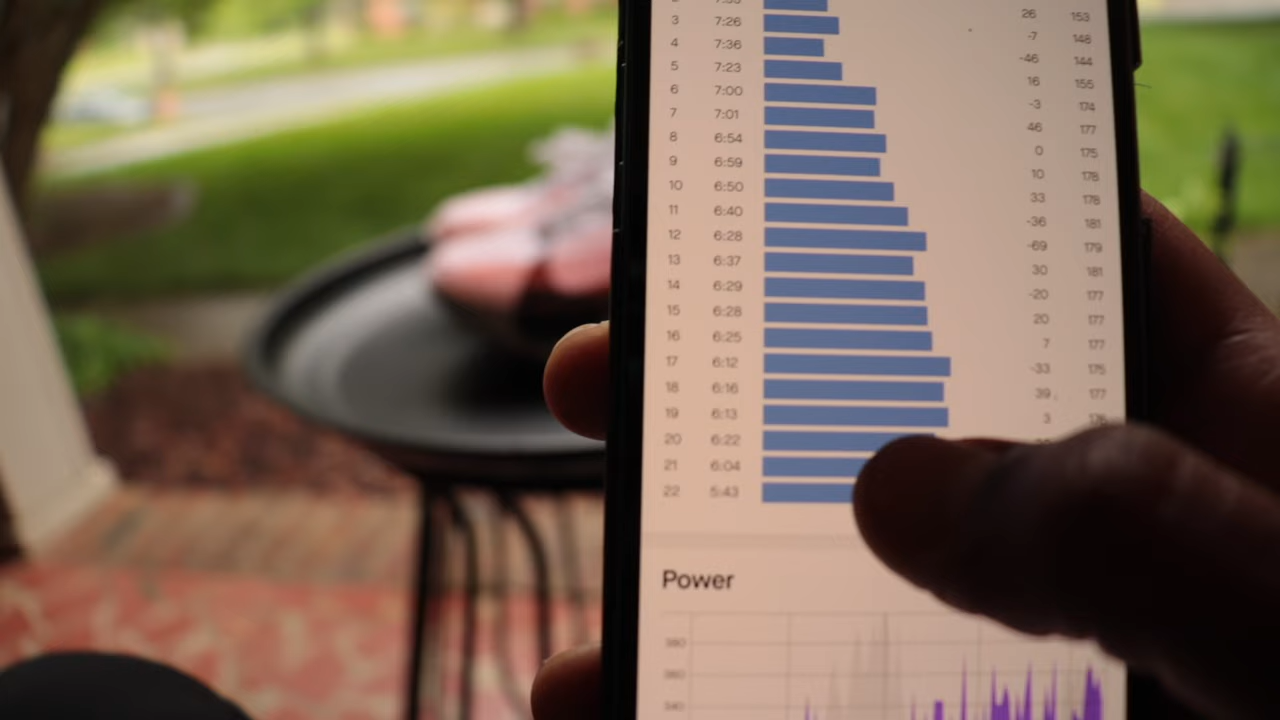 26 153
3 7:26 -7 148
4 7:36 -46 144
5 7:23 16 155
6 7:00 -3 174
7 7:01 46 177
8 6:54 0 175
9 6:59 10 178
10 6:50 33 178
11 6:40 -36 181
12 6:28 -69 179
13 6:37 30 181
14 6:29 -20 177
15 6:28 20 177
16 6:25 7 177
17 6:12 -33 175
18 6:16 39 177
19 6:13 3
20 6:22
21 6:04
22 5:43
Power
380
360
340